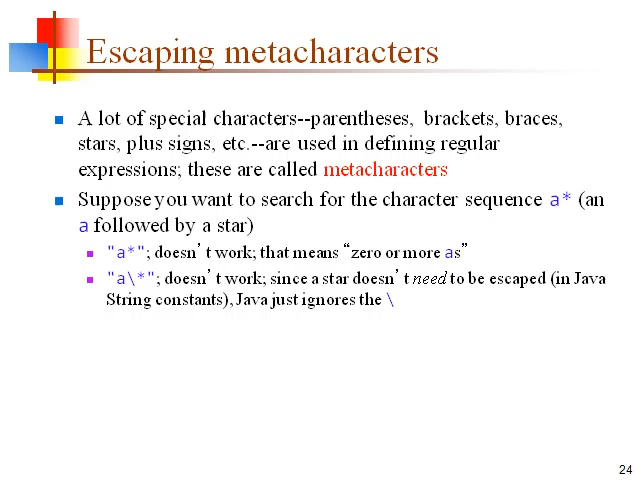 Escaping metacharacters
A lot of special characters--parentheses, brackets, braces,
stars, plus signs, etc.--are used in defining regular
expressions; these are called metacharacters
Suppose you want to search for the character sequence a* (an
a followed by a star)
"a*"; doesn’t work; that means “zero or more as”
"a\*"; doesn’t work; since a star doesn’t need to be escaped (in Java
String constants), Java just ignores the \
24